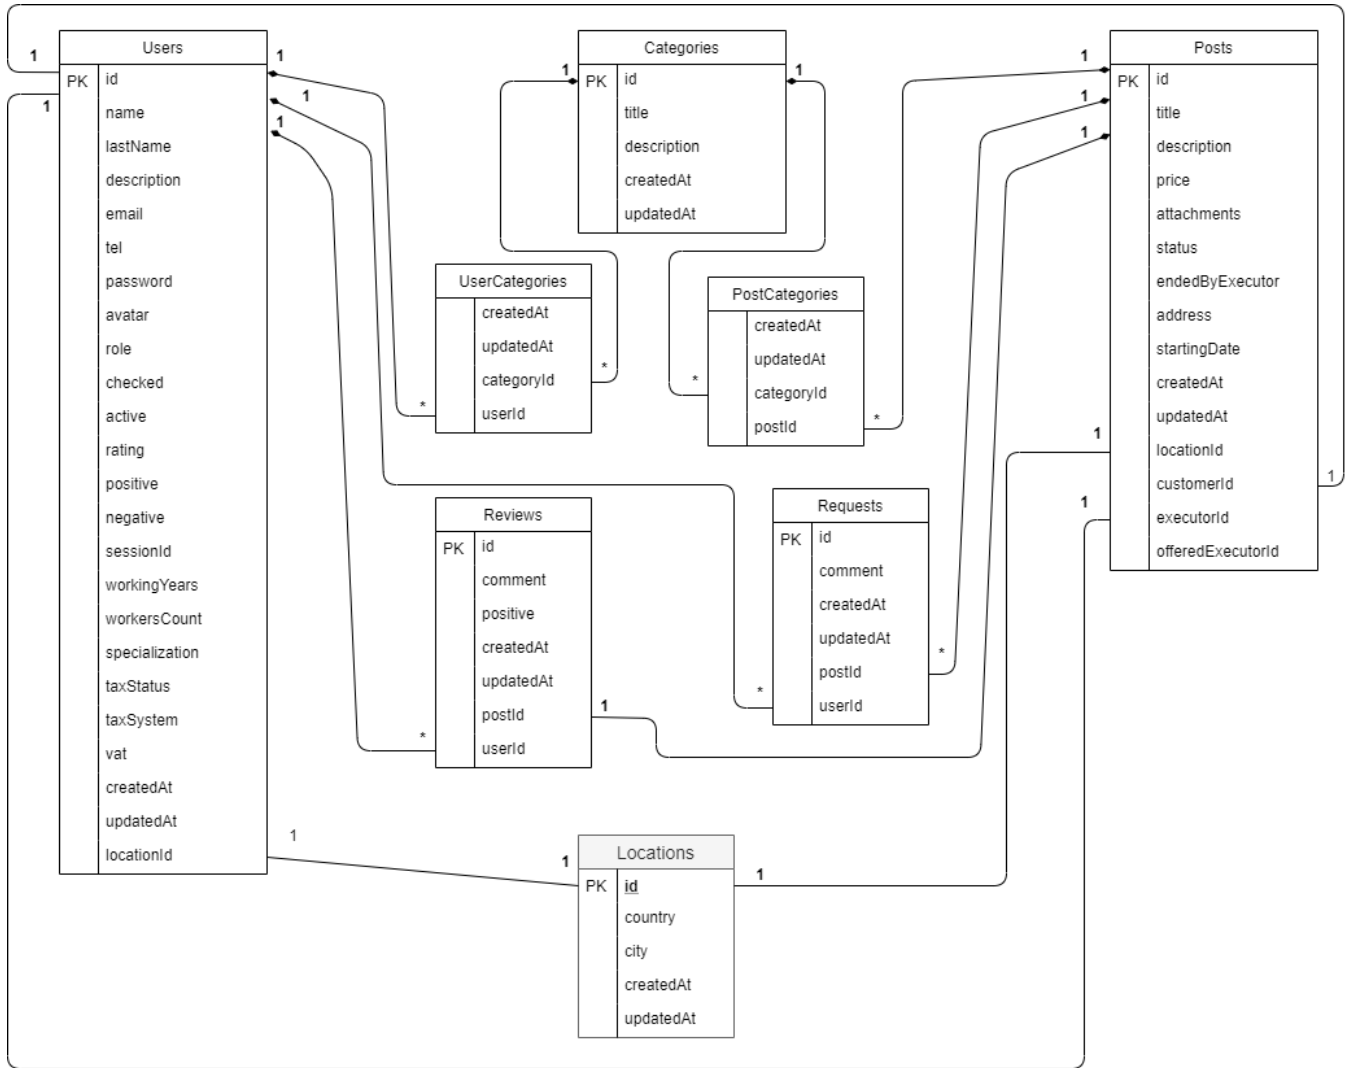 Users
PK
id
name
lastName
description
email
tel
password
avatar
role
checked
active
rating
positive
negative
sessionId
workingYears
workersCount
specialization
taxStatus
taxSystem
vat
createdAt
updatedAt
locationId
1
1
1
1
1
1
Categories
PK
id
title
description
createdAt
updatedAt
1
1
Posts
PK
id
title
description
price
attachments
status
endedByExecutor
address
startingDate
createdAt
updatedAt
locationId
customerId
executorId
offeredExecutorId
1
1
1
1
1
1
UserCategories
createdAt
updatedAt
categoryId
userId
*
*
PostCategories
createdAt
updatedAt
categoryId
postId
*
*
Reviews
PK
id
comment
positive
createdAt
updatedAt
postId
userId
1
*
Requests
PK
id
comment
createdAt
updatedAt
postId
userId
*
*
Locations
PK
id
country
city
createdAt
updatedAt
1
1